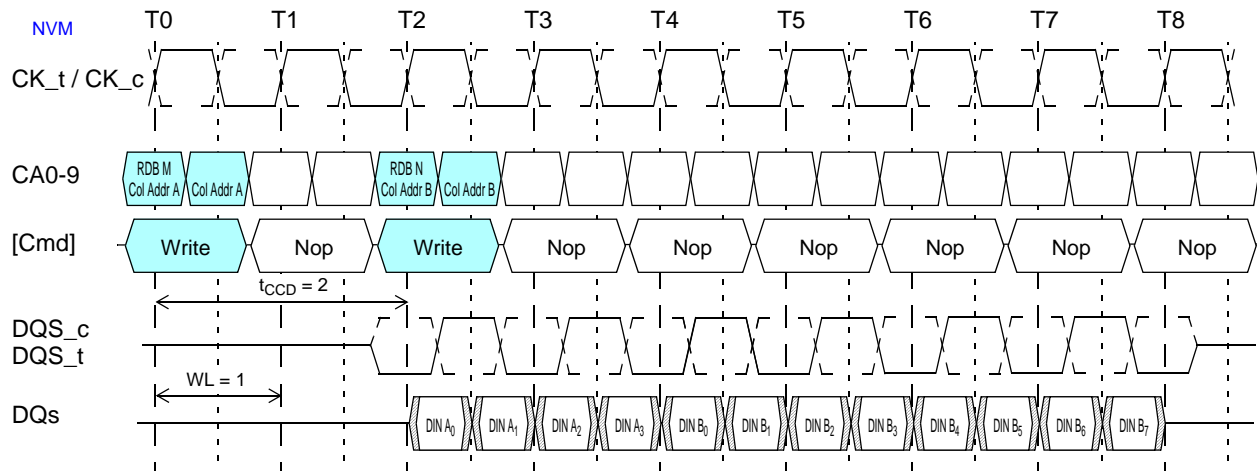 NVM
T0 T1 T2 T3 T4 T5 T6 T7 T8
CK_t / CK_c
CA0-9
RDB M
Col Addr A
Col Addr A
RDB N
Col Addr B
Col Addr B
[Cmd]
Write Nop Write Nop Nop Nop Nop Nop Nop
tCCD = 2
DQS_c
DQS_t
WL = 1
DQs
DIN A0 DIN A1 DIN A2 DIN A3 DIN B0 DIN B1 DIN B2 DIN B3 DIN B4 DIN B5 DIN B6 DIN B7